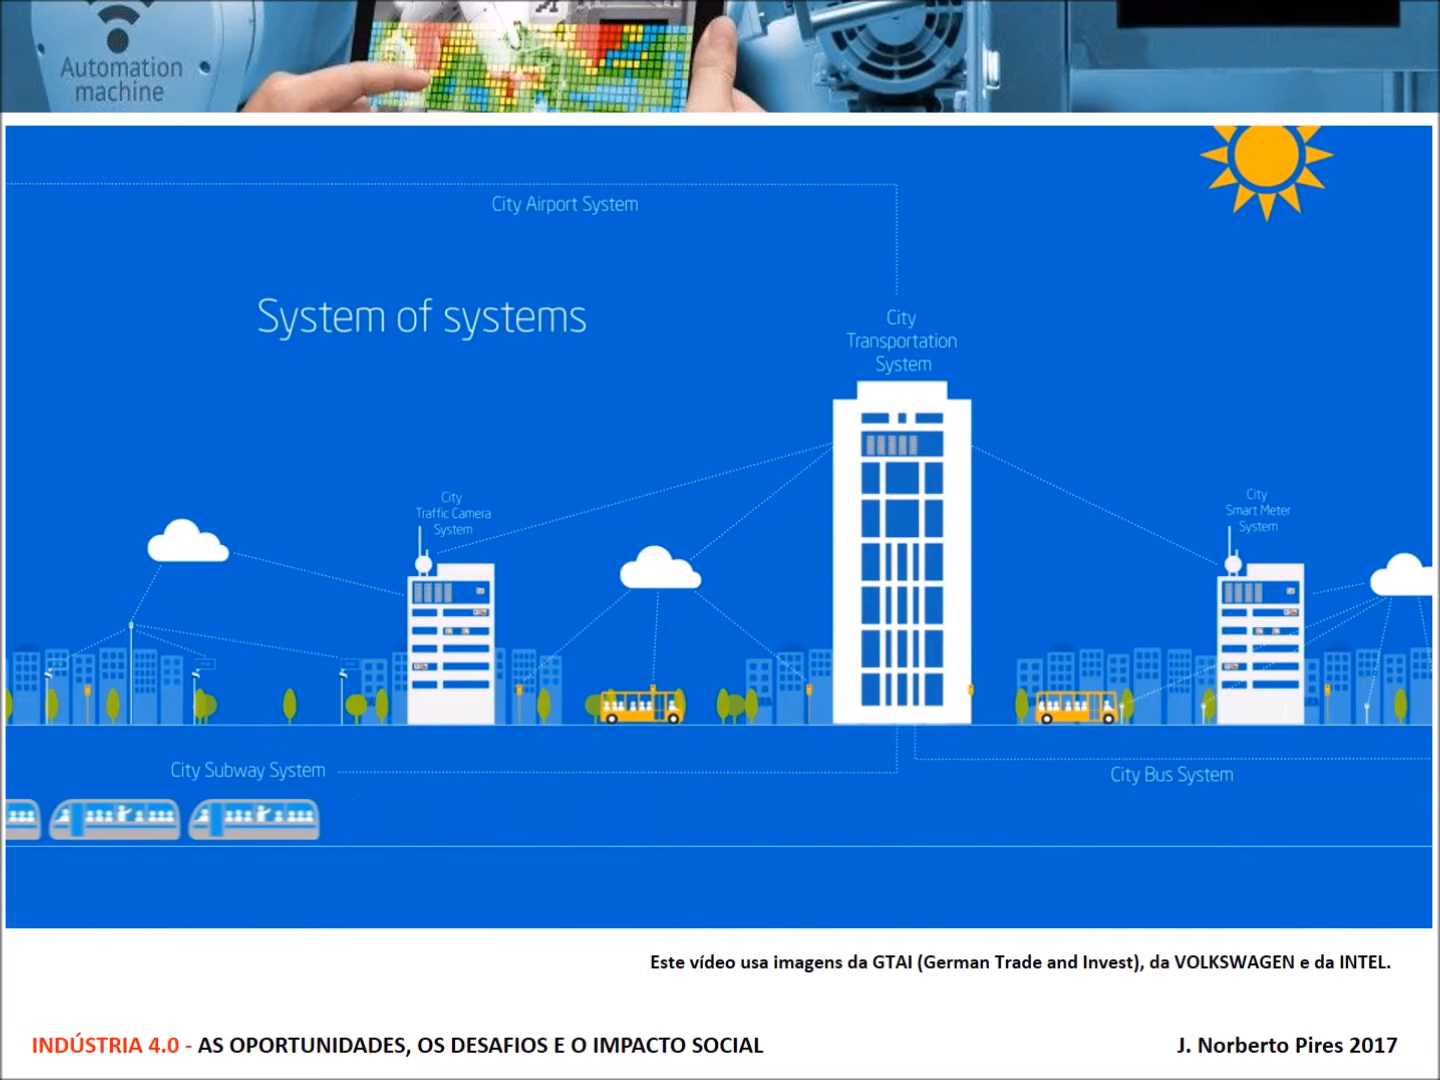 Automation
machine
City Airport System
System of systems
City
Transportation
System
City
Traffic Camera
System
City
Smart Meter
System
City Subway System
City Bus System
Este vídeo usa imagens da GTAI (German Trade and Invest), da VOLKSWAGEN e da INTEL.
INDÚSTRIA 4.0 - AS OPORTUNIDADES, OS DESAFIOS E O IMPACTO SOCIAL
J. Norberto Pires 2017